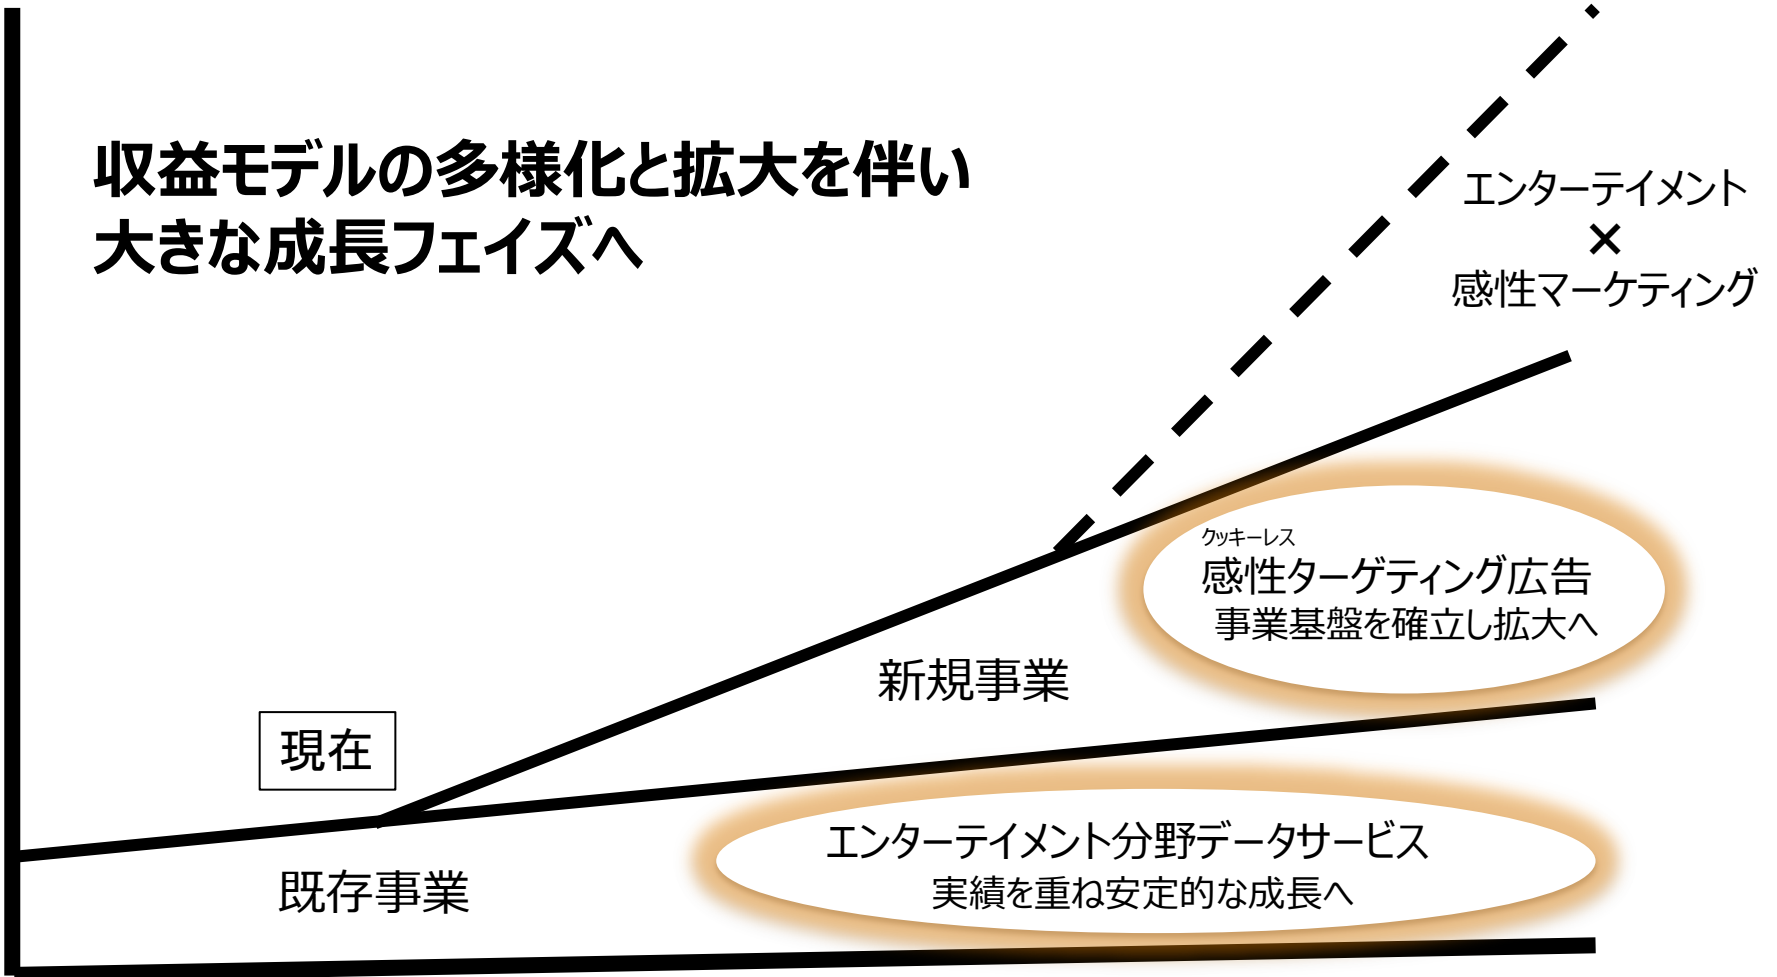 収益モデルの多様化と拡大を伴い
大きな成長フェイズへ
エンターテイメント
×
感性マーケティング
クッキーレス
感性ターゲティング広告
事業基盤を確立し拡大へ
新規事業
現在
エンターテイメント分野データサービス
実績を重ね安定的な成長へ
既存事業